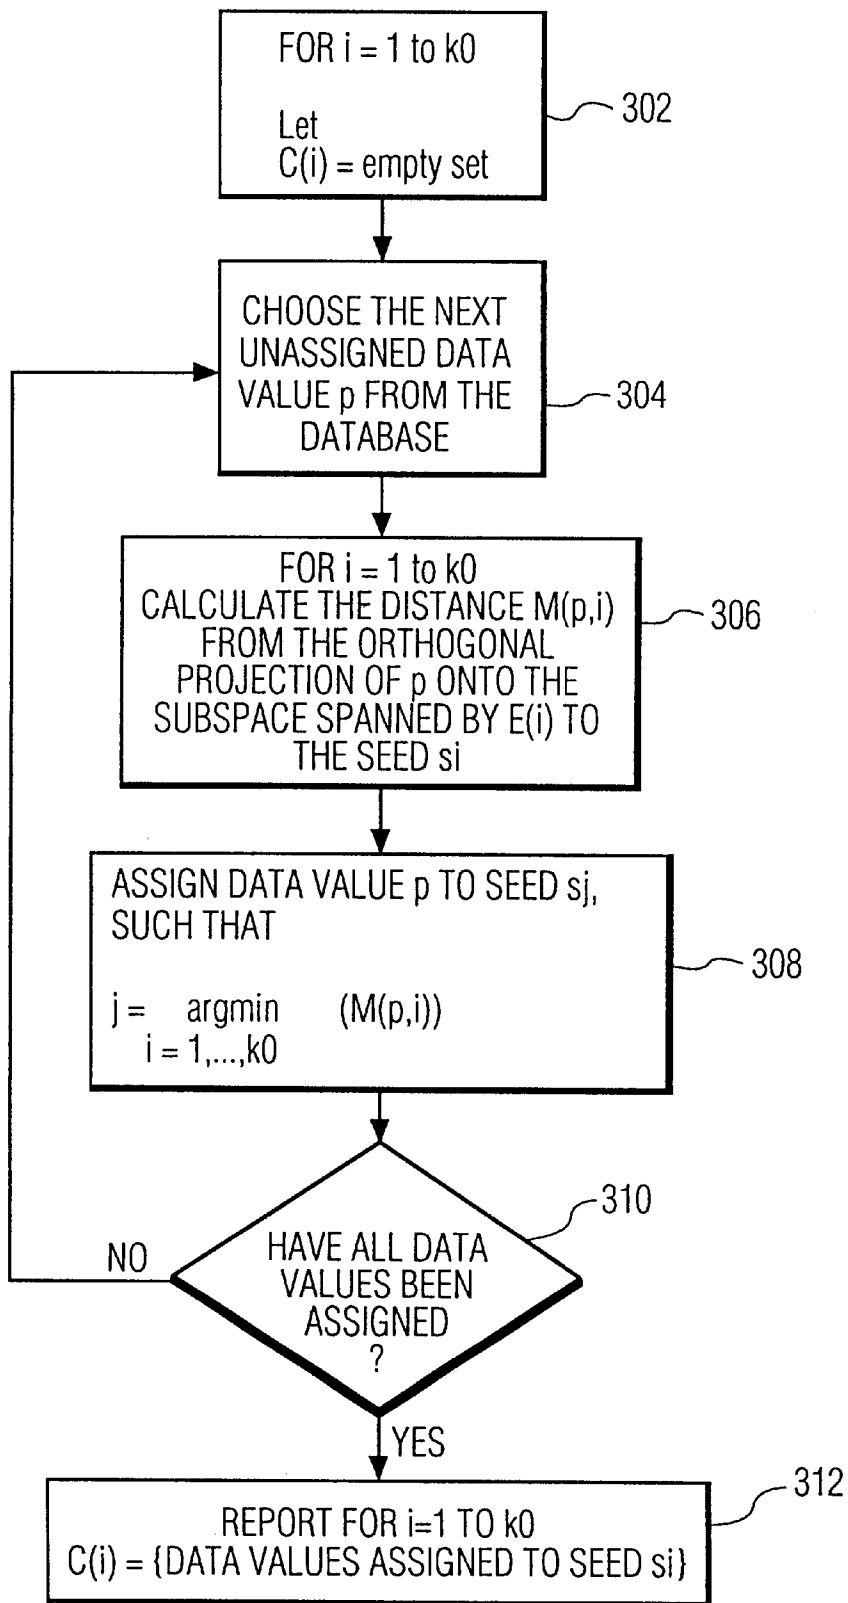 FOR i = 1 to k0
Let
C(i) = empty set
302
CHOOSE THE NEXT
UNASSIGNED DATA
VALUE p FROM THE
DATABASE
304
FOR i = 1 to k0
CALCULATE THE DISTANCE M(p,i)
FROM THE ORTHOGONAL
PROJECTION OF p ONTO THE
SUBSPACE SPANNED BY E(i) TO
THE SEED si
306
ASSIGN DATA VALUE p TO SEED sj,
SUCH THAT
j = argmin (M(p,i))
i = 1,...,k0
308
HAVE ALL DATA
VALUES BEEN
ASSIGNED
?
310
NO
YES
REPORT FOR i=1 TO k0
C(i) = {DATA VALUES ASSIGNED TO SEED si}
312